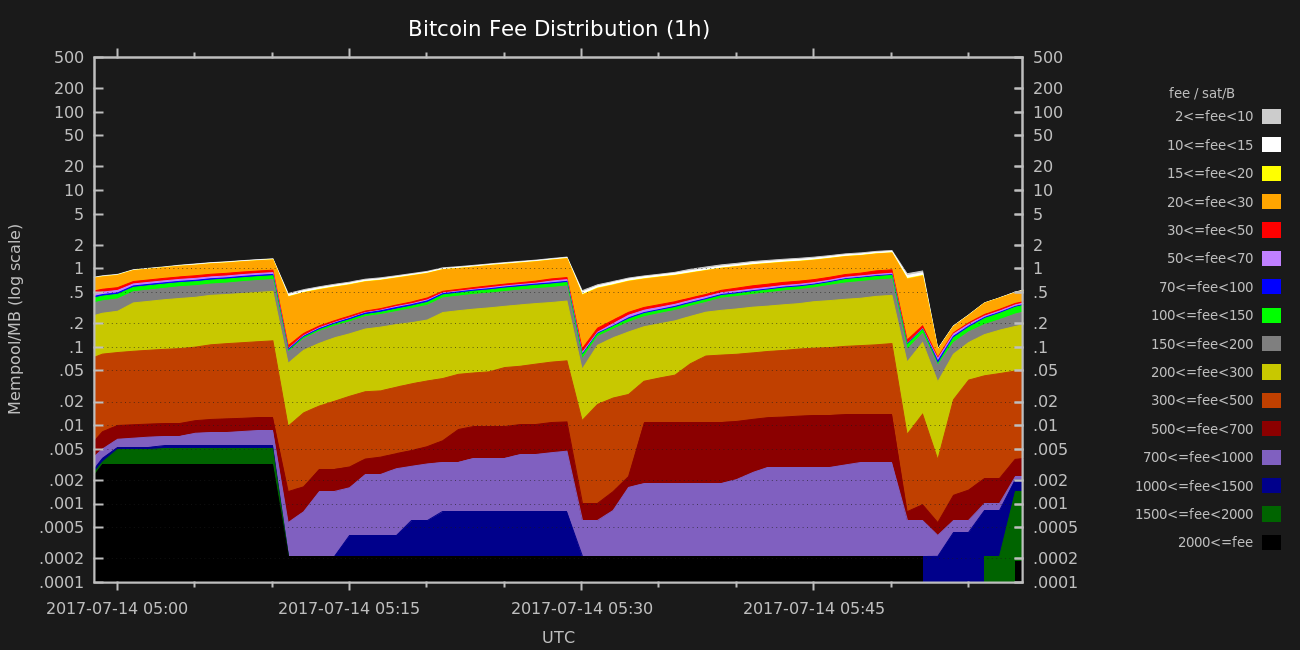 Bitcoin Fee Distribution (1h)
500 500
200 200
100 100
50 50
20 20
10 10
5 5
2 2
1 1
.5 .5
.2 .2
.1 .1
.05 .05
.02 .02
.01 .01
.005 .005
.002 .002
.001 .001
.0005 .0005
.0002 .0002
.0001 .0001
Mempool/MB (log scale)
2017-07-14 05:00 2017-07-14 05:15 2017-07-14 05:30 2017-07-14 05:45
UTC
fee / sat/B
2<=fee<10
10<=fee<15
15<=fee<20
20<=fee<30
30<=fee<50
50<=fee<70
70<=fee<100
100<=fee<150
150<=fee<200
200<=fee<300
300<=fee<500
500<=fee<700
700<=fee<1000
1000<=fee<1500
1500<=fee<2000
2000<=fee